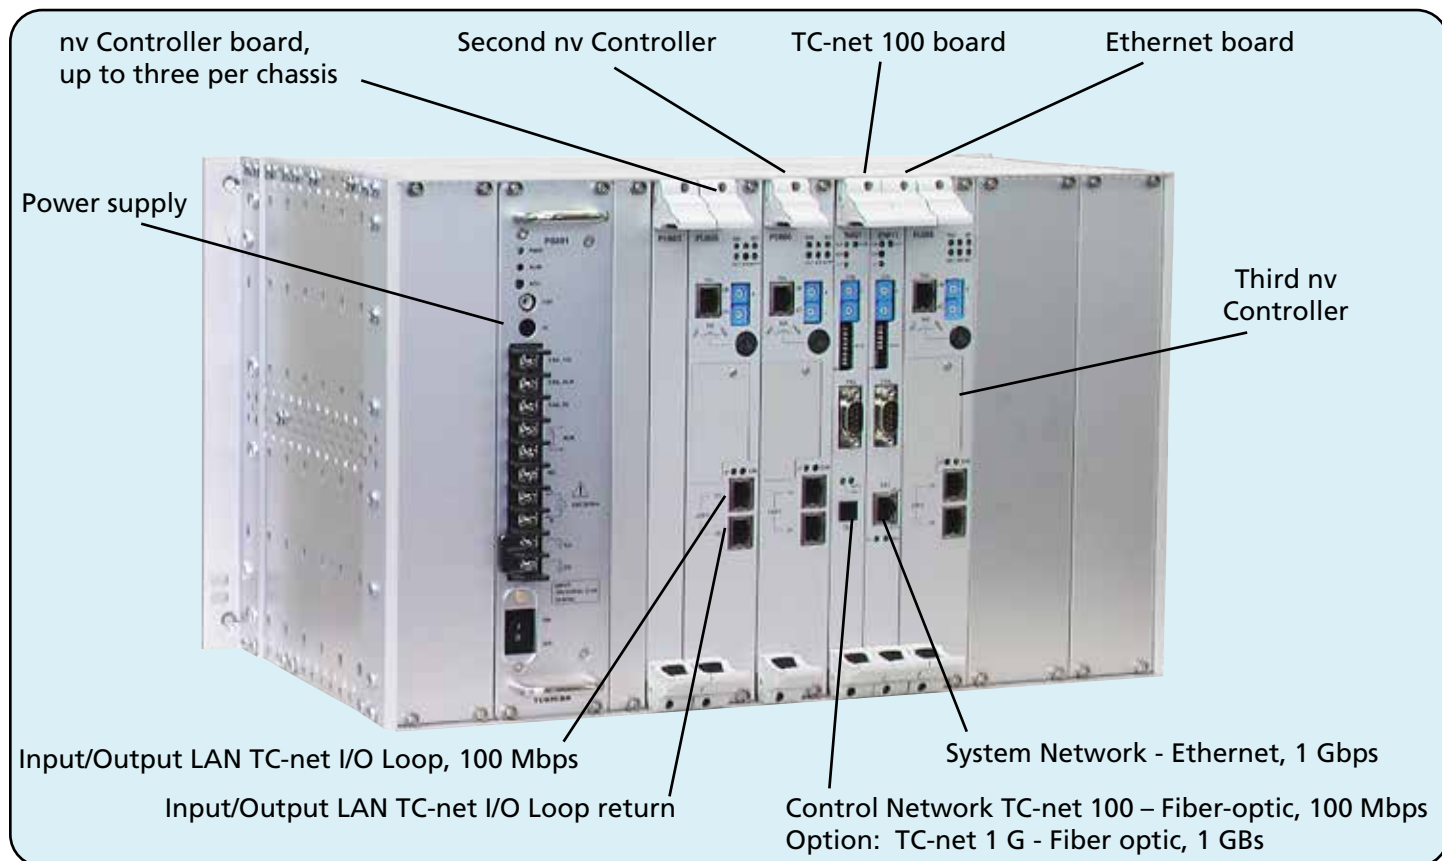 nv Controller board,
up to three per chassis
Second nv Controller
TC-net 100 board
Ethernet board
Power supply
Third nv
Controller
TOSHIBA
Input/Output LAN TC-net I/O Loop, 100 Mbps
System Network - Ethernet, 1 Gbps
Input/Output LAN TC-net I/O Loop return
Control Network TC-net 100 – Fiber-optic, 100 Mbps
Option: TC-net 1 G - Fiber optic, 1 GBs